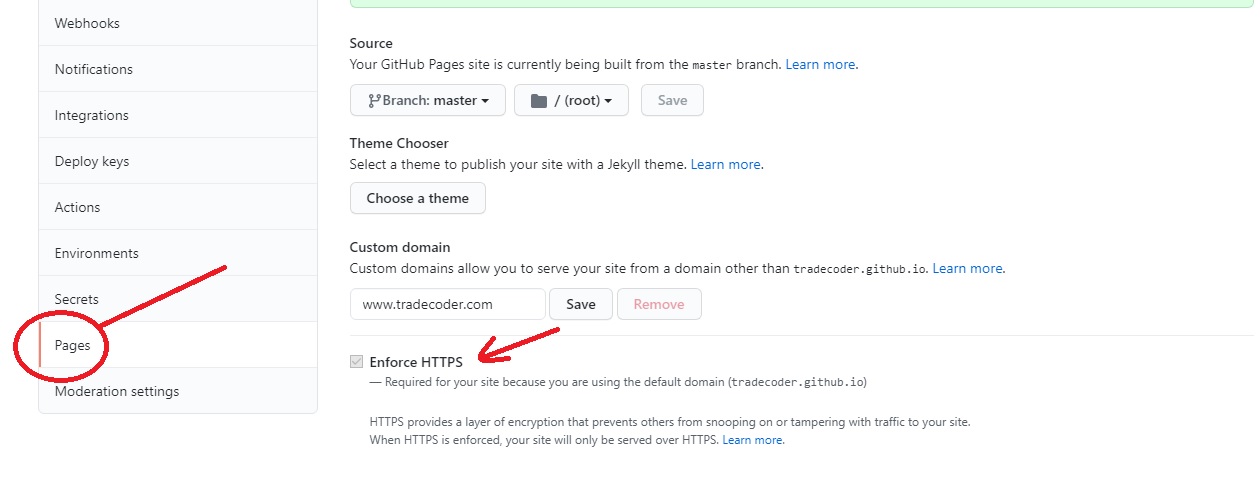 Webhooks
Notifications
Integrations
Deploy keys
Actions
Environments
Secrets
Pages
Moderation settings
Source
Your GitHub Pages site is currently being built from the master branch. Learn more.
Branch: master
/ (root)
Save
Theme Chooser
Select a theme to publish your site with a Jekyll theme. Learn more.
Choose a theme
Custom domain
Custom domains allow you to serve your site from a domain other than tradecoder.github.io. Learn more.
www.tradecoder.com
Save
Remove
Enforce HTTPS
— Required for your site because you are using the default domain (tradecoder.github.io)
HTTPS provides a layer of encryption that prevents others from snooping on or tampering with traffic to your site.
When HTTPS is enforced, your site will only be served over HTTPS. Learn more.